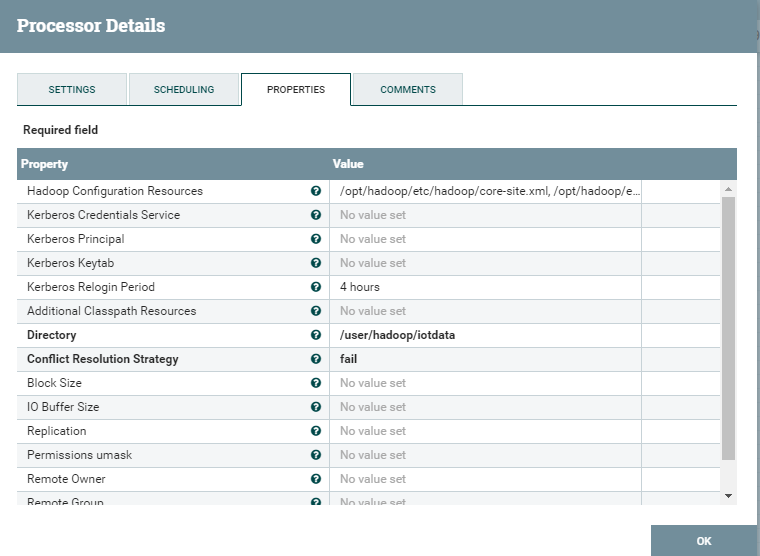 Processor Details
SETTINGS SCHEDULING PROPERTIES COMMENTS
Required field
Property Value
Hadoop Configuration Resources /opt/hadoop/etc/hadoop/core-site.xml, /opt/hadoop/e...
Kerberos Credentials Service No value set
Kerberos Principal No value set
Kerberos Keytab No value set
Kerberos Relogin Period 4 hours
Additional Classpath Resources No value set
Directory /user/hadoop/iotdata
Conflict Resolution Strategy fail
Block Size No value set
IO Buffer Size No value set
Replication No value set
Permissions umask No value set
Remote Owner No value set
Remote Group No value set
OK